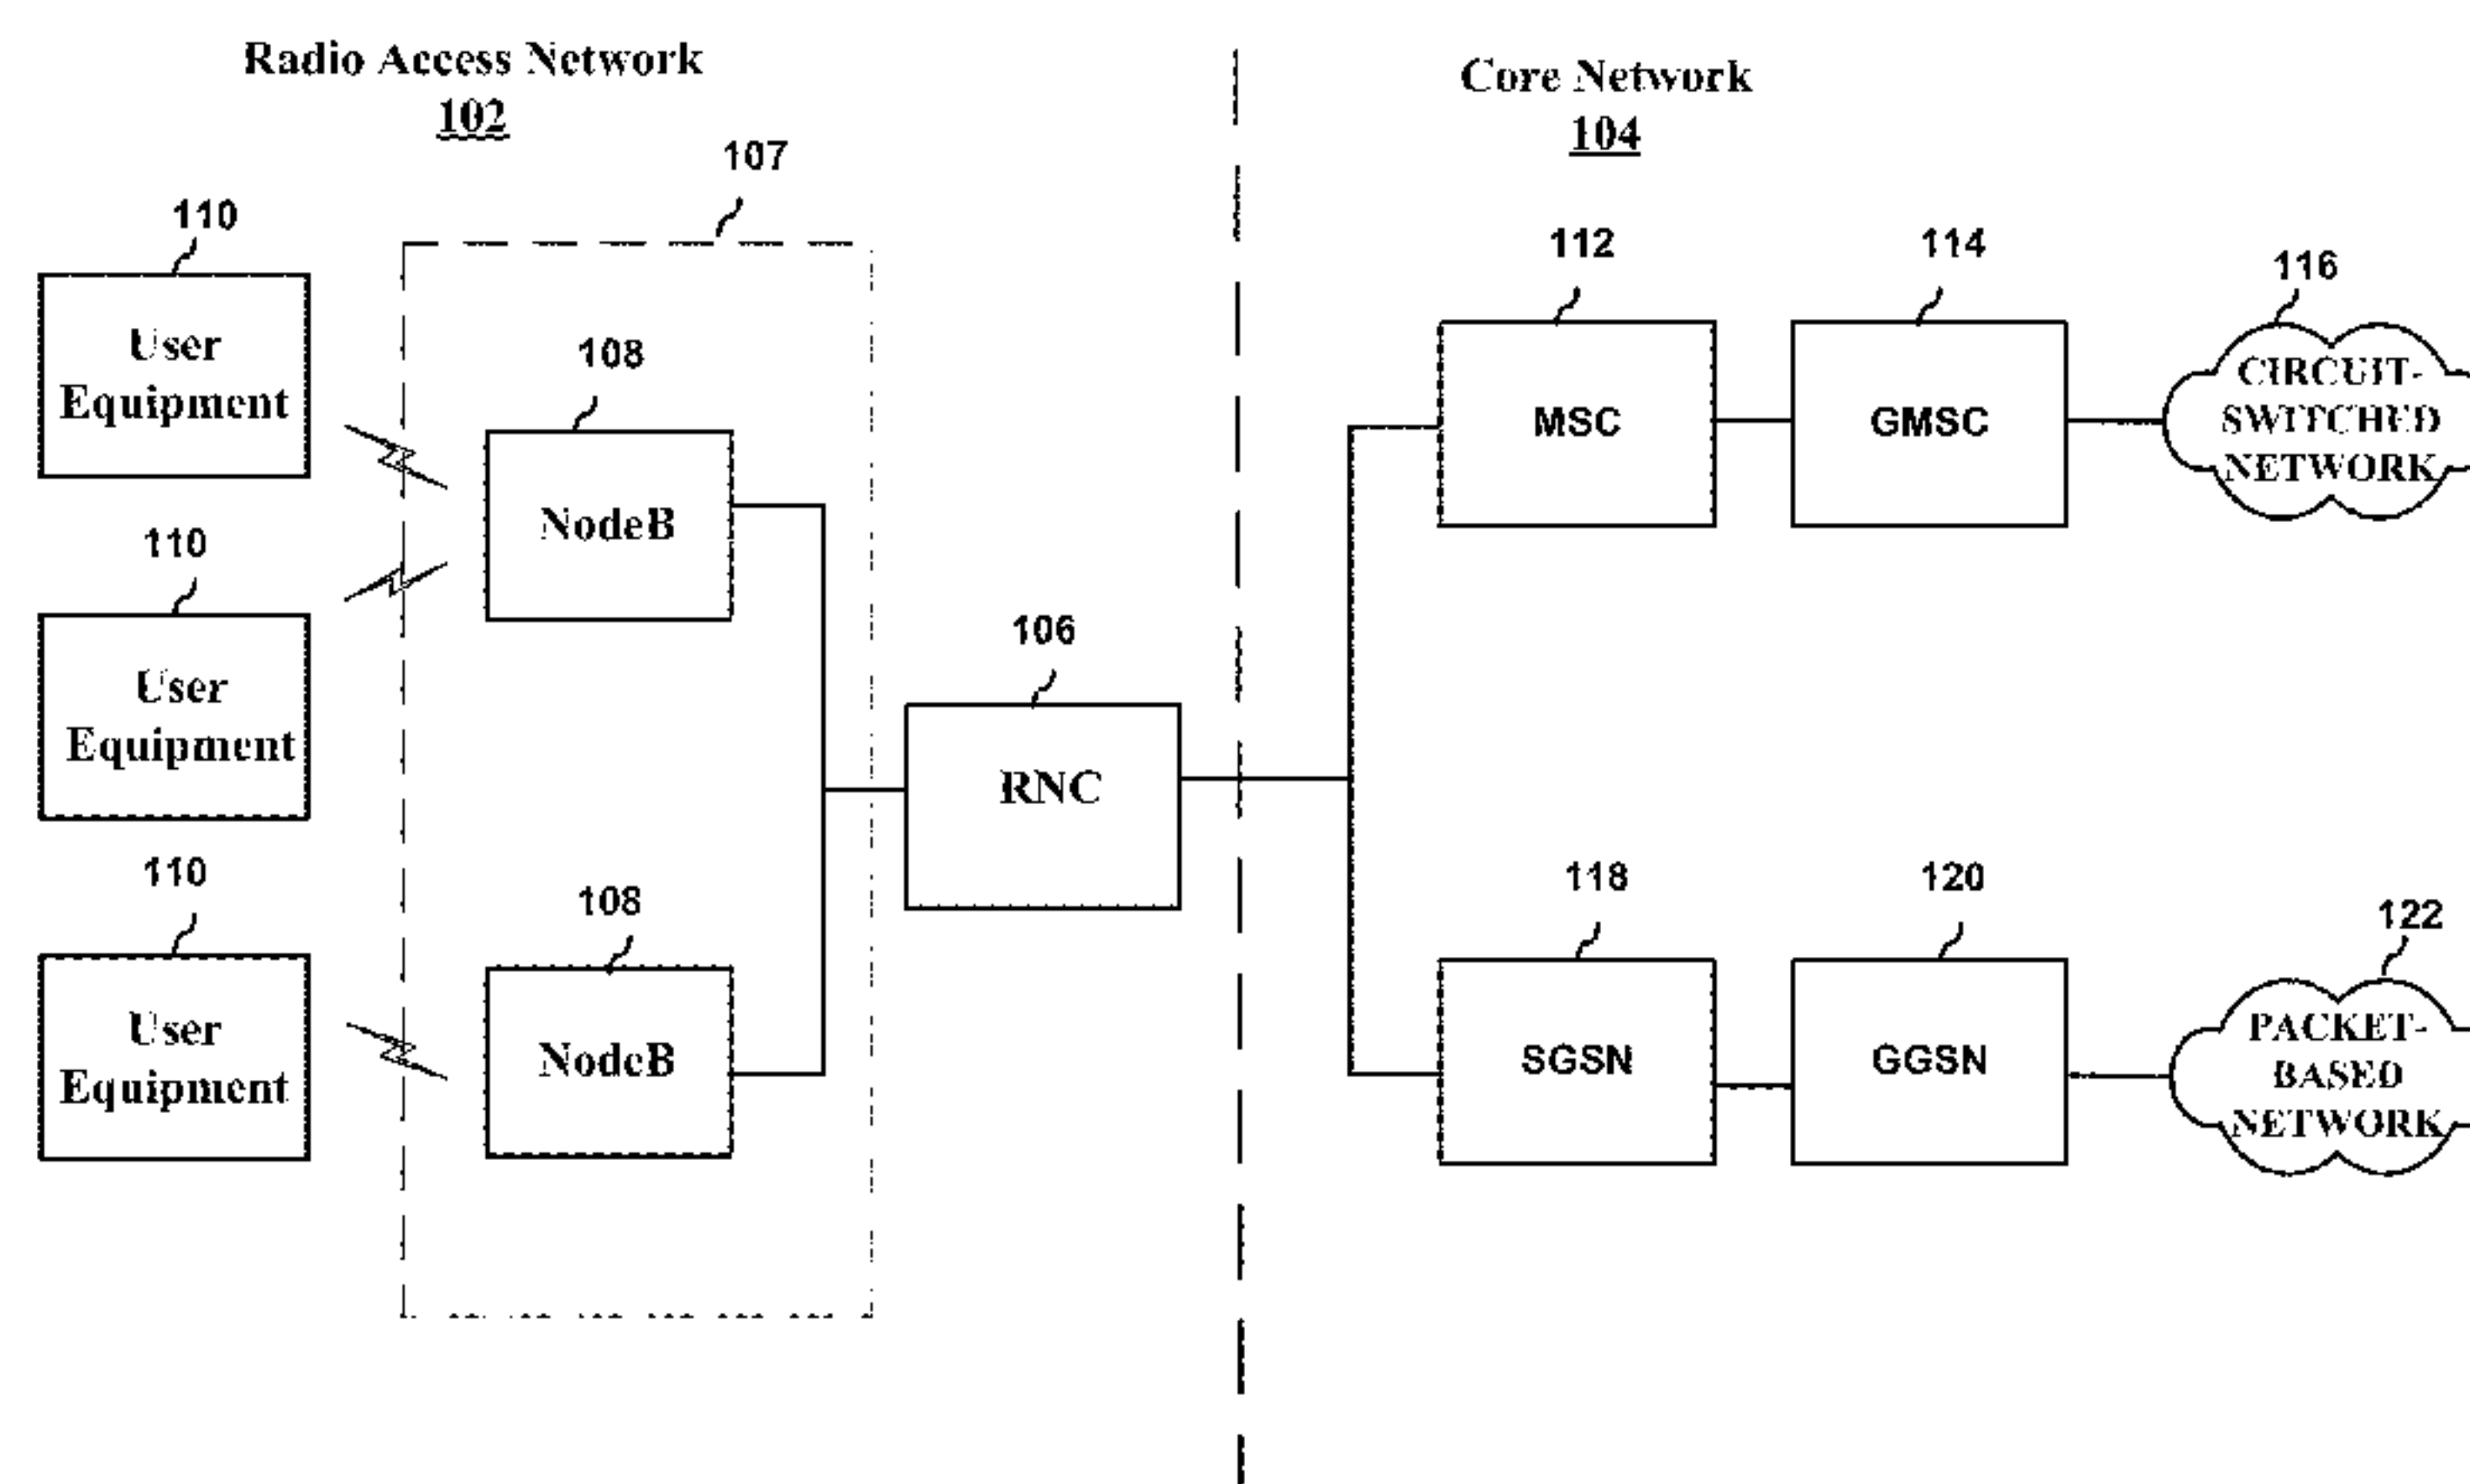 Radio Access Network
102
Core Network
104
107
110
User
Equipment
108
NodeB
110
User
Equipment
106
RNC
110
User
Equipment
108
NodeB
112
MSC
114
GMSC
116
CIRCUIT-
SWITCHED
NETWORK
118
SGSN
120
GGSN
122
PACKET-
BASED
NETWORK